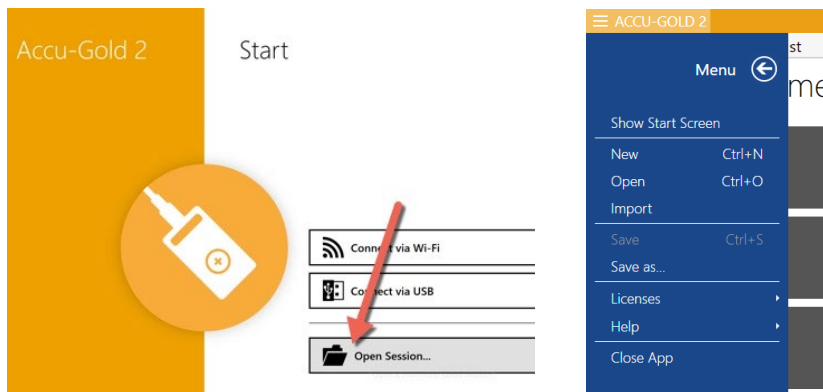 Accu-Gold 2
Start
Connect via Wi-Fi
Connect via USB
Open Session...
ACCU-GOLD 2
st
Menu
me
Show Start Screen
New Ctrl+N
Open Ctrl+O
Import
Save Ctrl+S
Save as...
Licenses
Help
Close App